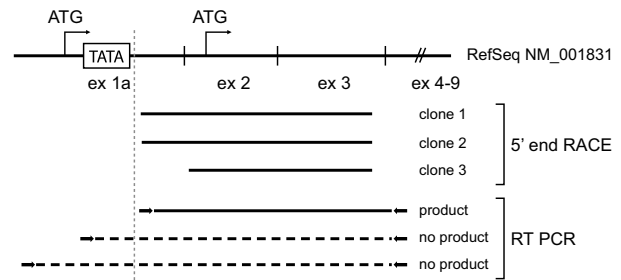 ATG ATG
TATA RefSeq NM_001831
ex 1a ex 2 ex 3 ex 4-9
clone 1
clone 2
clone 3
5' end RACE
product
no product
no product
RT PCR